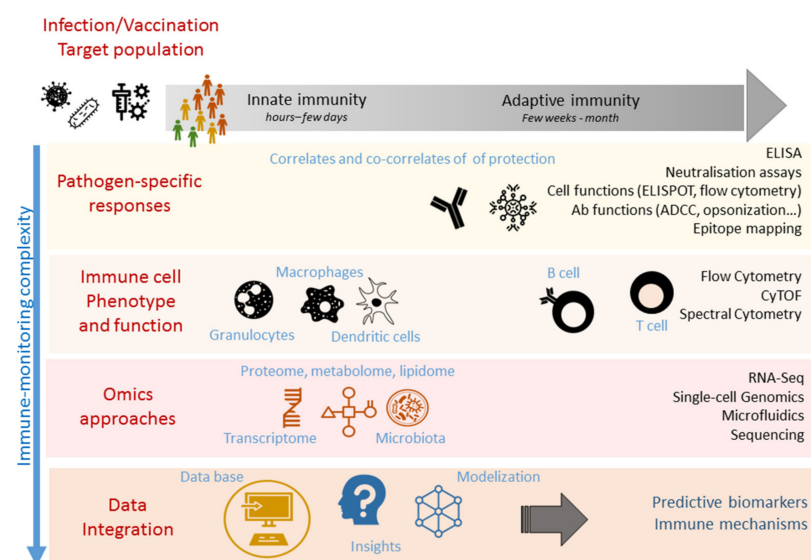 Infection/Vaccination
Target population
Innate immunity
hours–few days
Adaptive immunity
Few weeks - month
Immune-monitoring complexity
Pathogen-specific
responses
Correlates and co-correlates of of protection
ELISA
Neutralisation assays
Cell functions (ELISPOT, flow cytometry)
Ab functions (ADCC, opsonization...)
Epitope mapping
Immune cell
Phenotype
and function
Macrophages
Granulocytes
Dendritic cells
B cell
T cell
Flow Cytometry
CyTOF
Spectral Cytometry
Omics
approaches
Proteome, metabolome, lipidome
Transcriptome
Microbiota
RNA-Seq
Single-cell Genomics
Microfluidics
Sequencing
Data
Integration
Data base
Insights
Modelization
Predictive biomarkers
Immune mechanisms